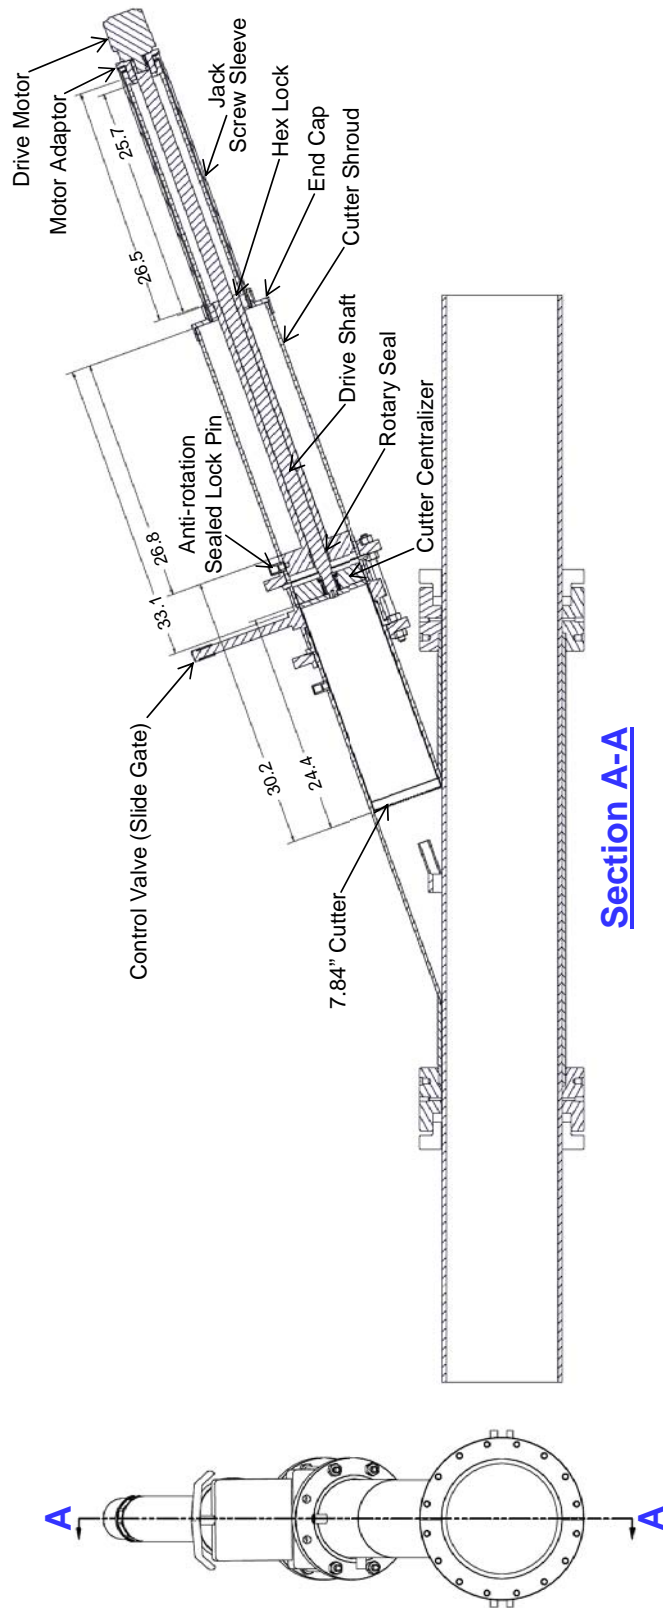 Drive Motor
Motor Adaptor
25.7
26.5
Jack
Screw Sleeve
Hex Lock
End Cap
Cutter Shroud
Anti-rotation
Sealed Lock Pin
26.8
33.1
Drive Shaft
Rotary Seal
Cutter Centralizer
Control Valve (Slide Gate)
30.2
24.4
7.84” Cutter
Section A-A
A
A